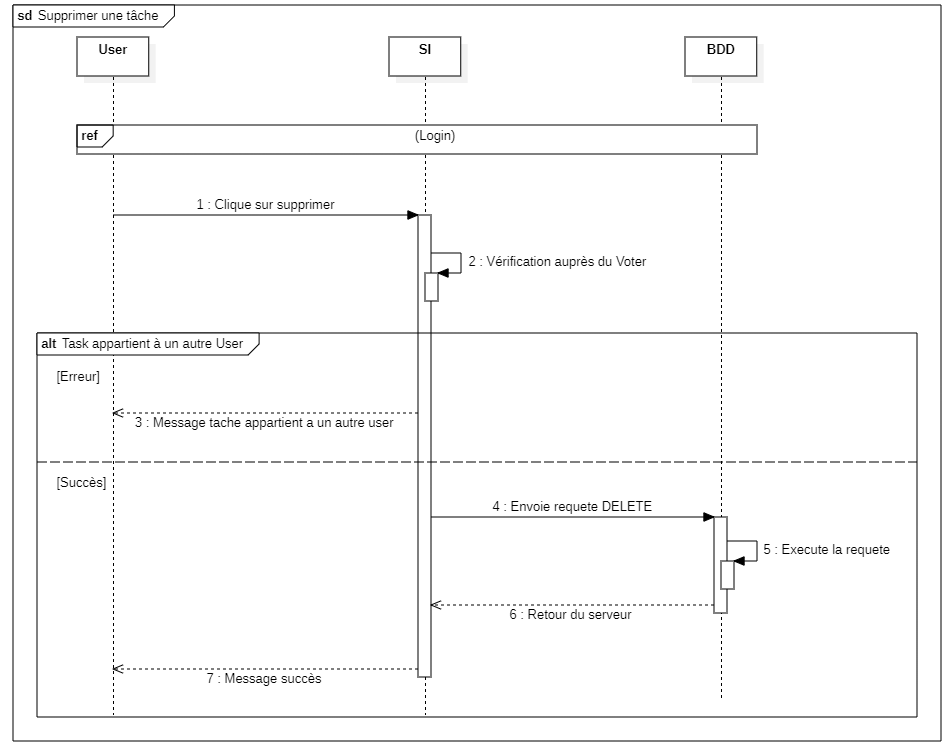 sd Supprimer une tâche
User
SI
BDD
ref
(Login)
1 : Clique sur supprimer
2 : Vérification auprès du Voter
alt Task appartient à un autre User
[Erreur]
3 : Message tache appartient a un autre user
[Succès]
4 : Envoie requete DELETE
5 : Execute la requete
6 : Retour du serveur
7 : Message succès